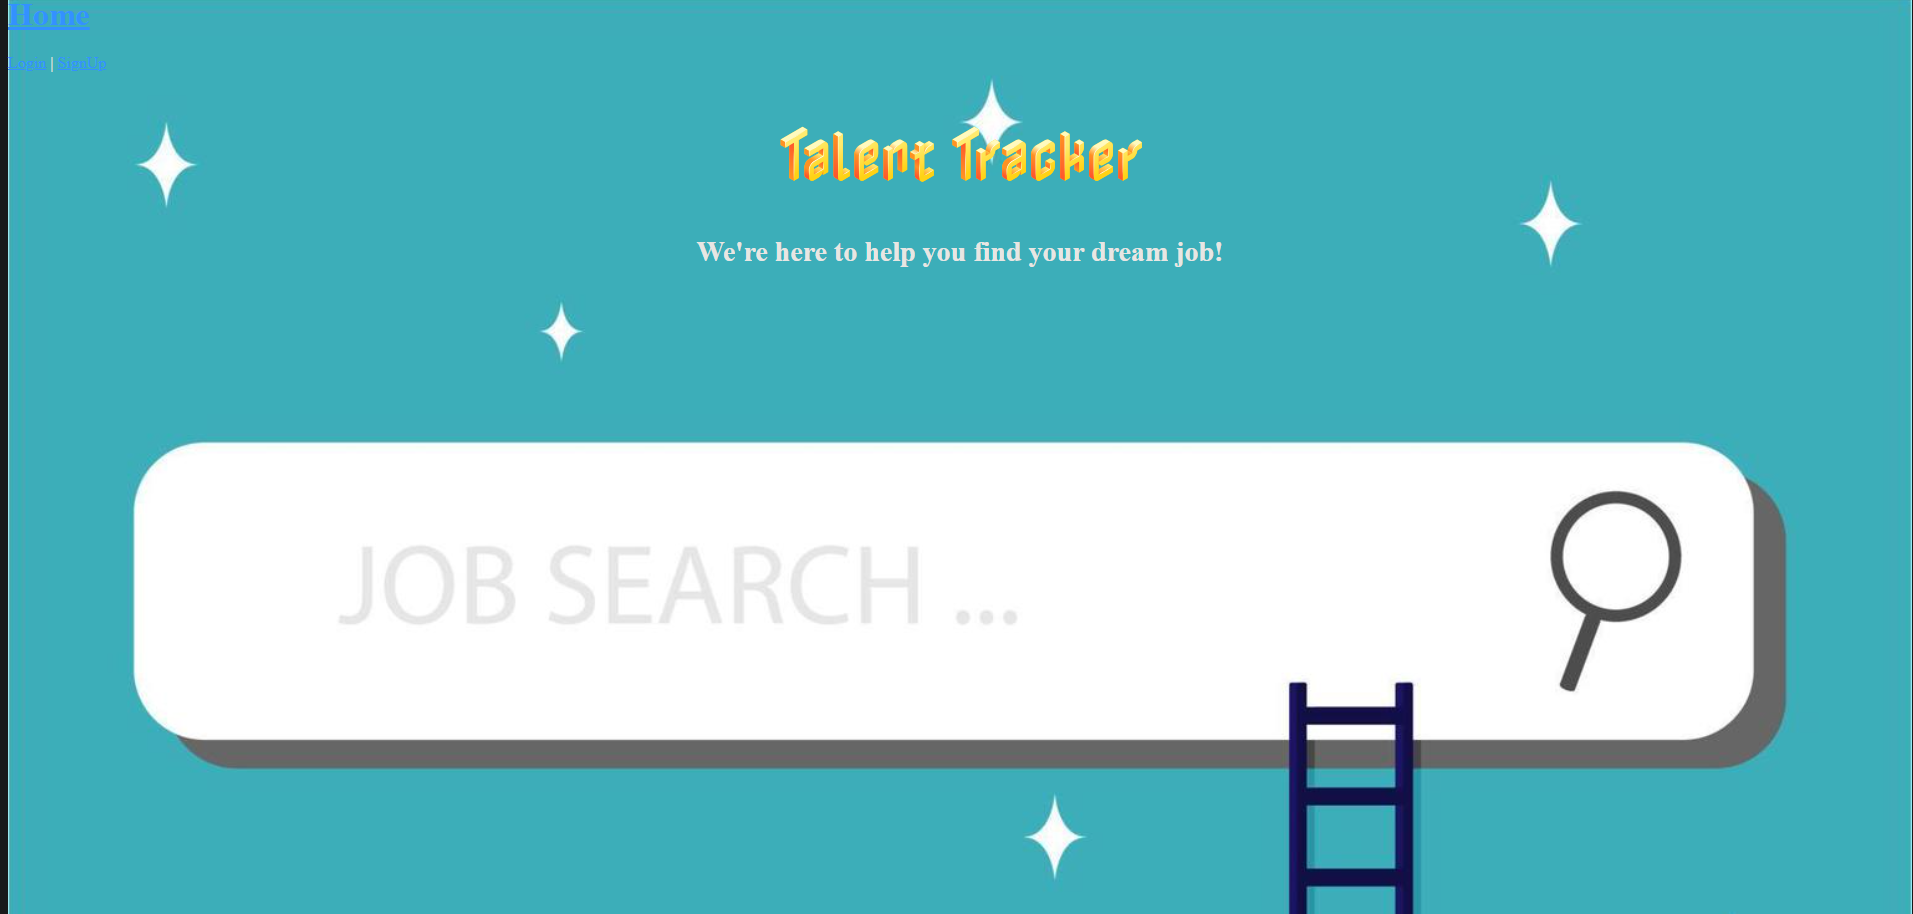 Home
Login | SignUp
Talent Tracker
We're here to help you find your dream job!
JOB SEARCH ...